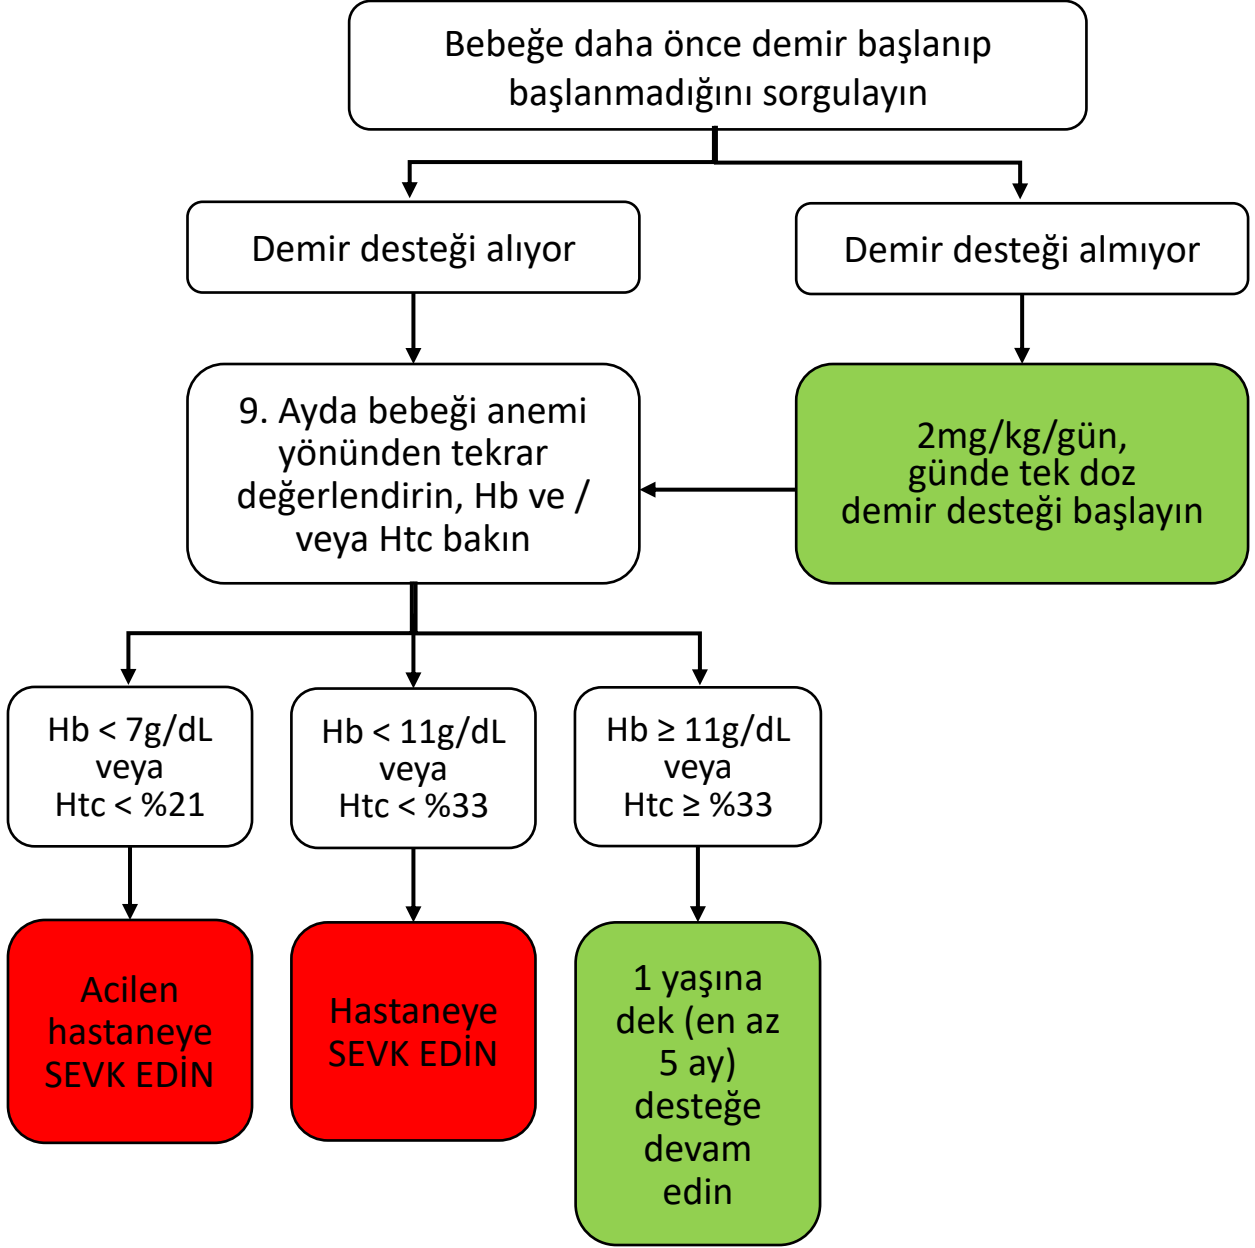 Bebeğe daha önce demir başlanıp
başlanmadığını sorgulayın
Demir desteği alıyor
Demir desteği almıyor
9. Ayda bebeği anemi
yönünden tekrar
değerlendirin, Hb ve /
veya Htc bakın
2mg/kg/gün,
günde tek doz
demir desteği başlayın
Hb < 7g/dL
veya
Htc < %21
Hb < 11g/dL
veya
Htc < %33
Hb ≥ 11g/dL
veya
Htc ≥ %33
Acilen
hastaneye
SEVK EDİN
Hastaneye
SEVK EDİN
1 yaşına
dek (en az
5 ay)
desteğe
devam
edin